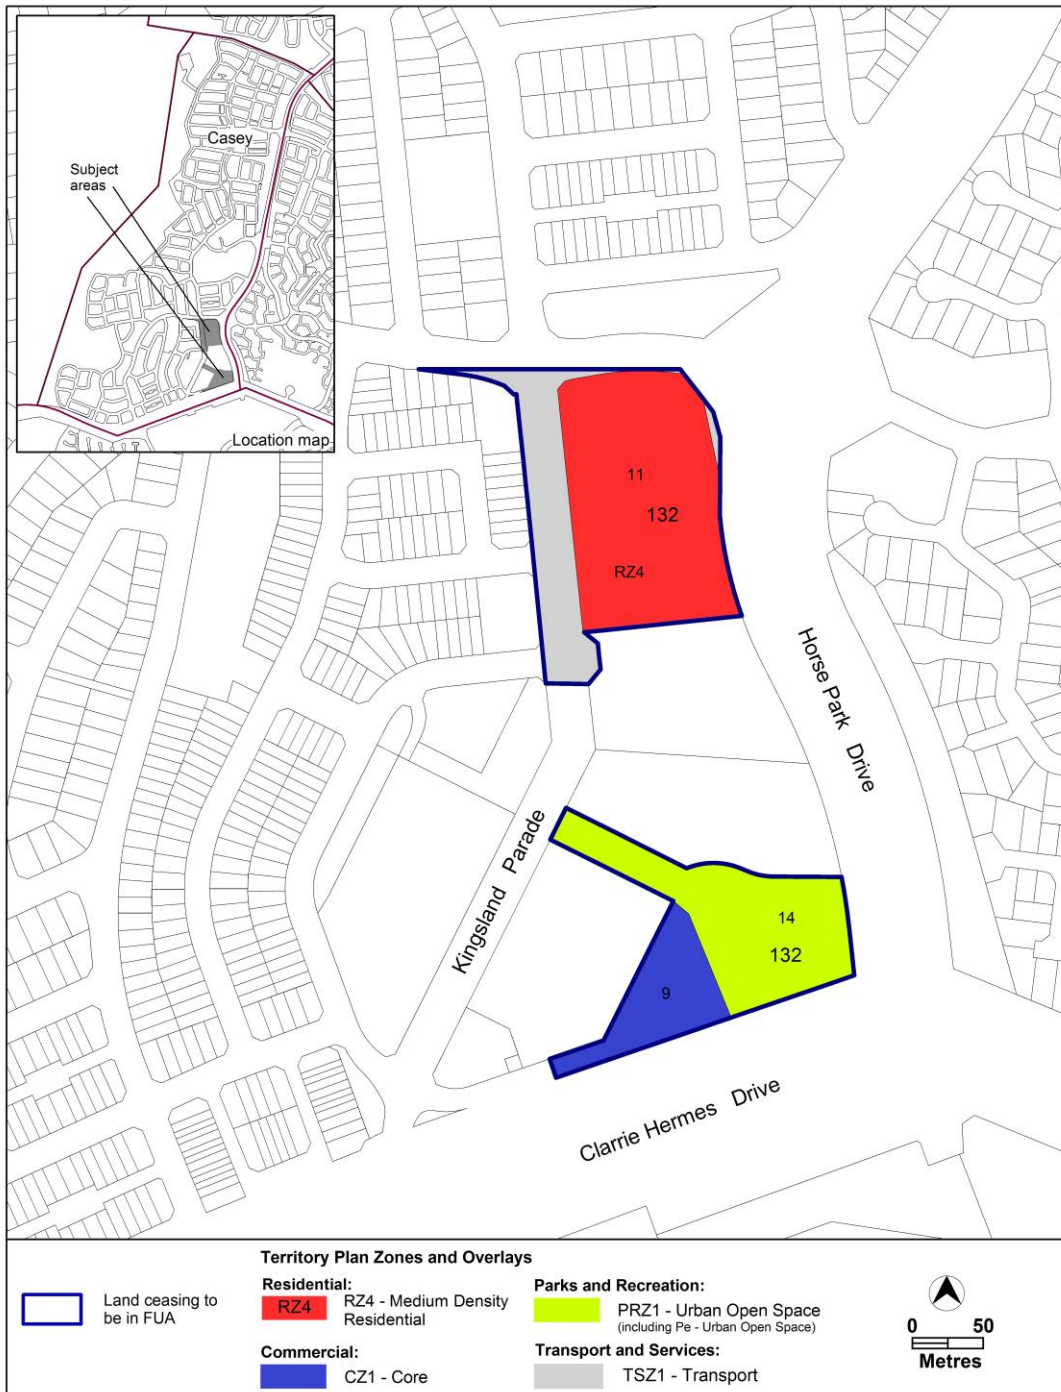 Casey
Subject
areas
Location map
11
132
RZ4
Horse Park Drive
Kingsland Parade
14
132
9
Clarrie Hermes Drive
Territory Plan Zones and Overlays
Land ceasing to
be in FUA
Residential:
RZ4
RZ4 - Medium Density
Residential
Commercial:
CZ1 - Core
Parks and Recreation:
PRZ1 - Urban Open Space
(including Pe - Urban Open Space)
Transport and Services:
TSZ1 - Transport
0 50
Metres